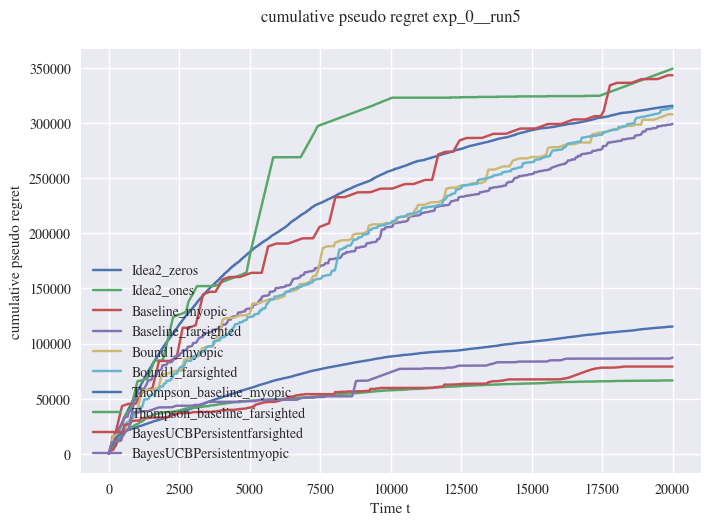 cumulative pseudo regret exp_0__run5
350000
300000
250000
200000
150000
100000
50000
0
cumulative pseudo regret
Idea2_zeros
Idea2_ones
Baseline_myopic
Baseline_farsighted
Bound1_myopic
Bound1_farsighted
Thompson_baseline_myopic
Thompson_baseline_farsighted
BayesUCBPersistentfarsighted
BayesUCBPersistentmyopic
0 2500 5000 7500 10000 12500 15000 17500 20000
Time t